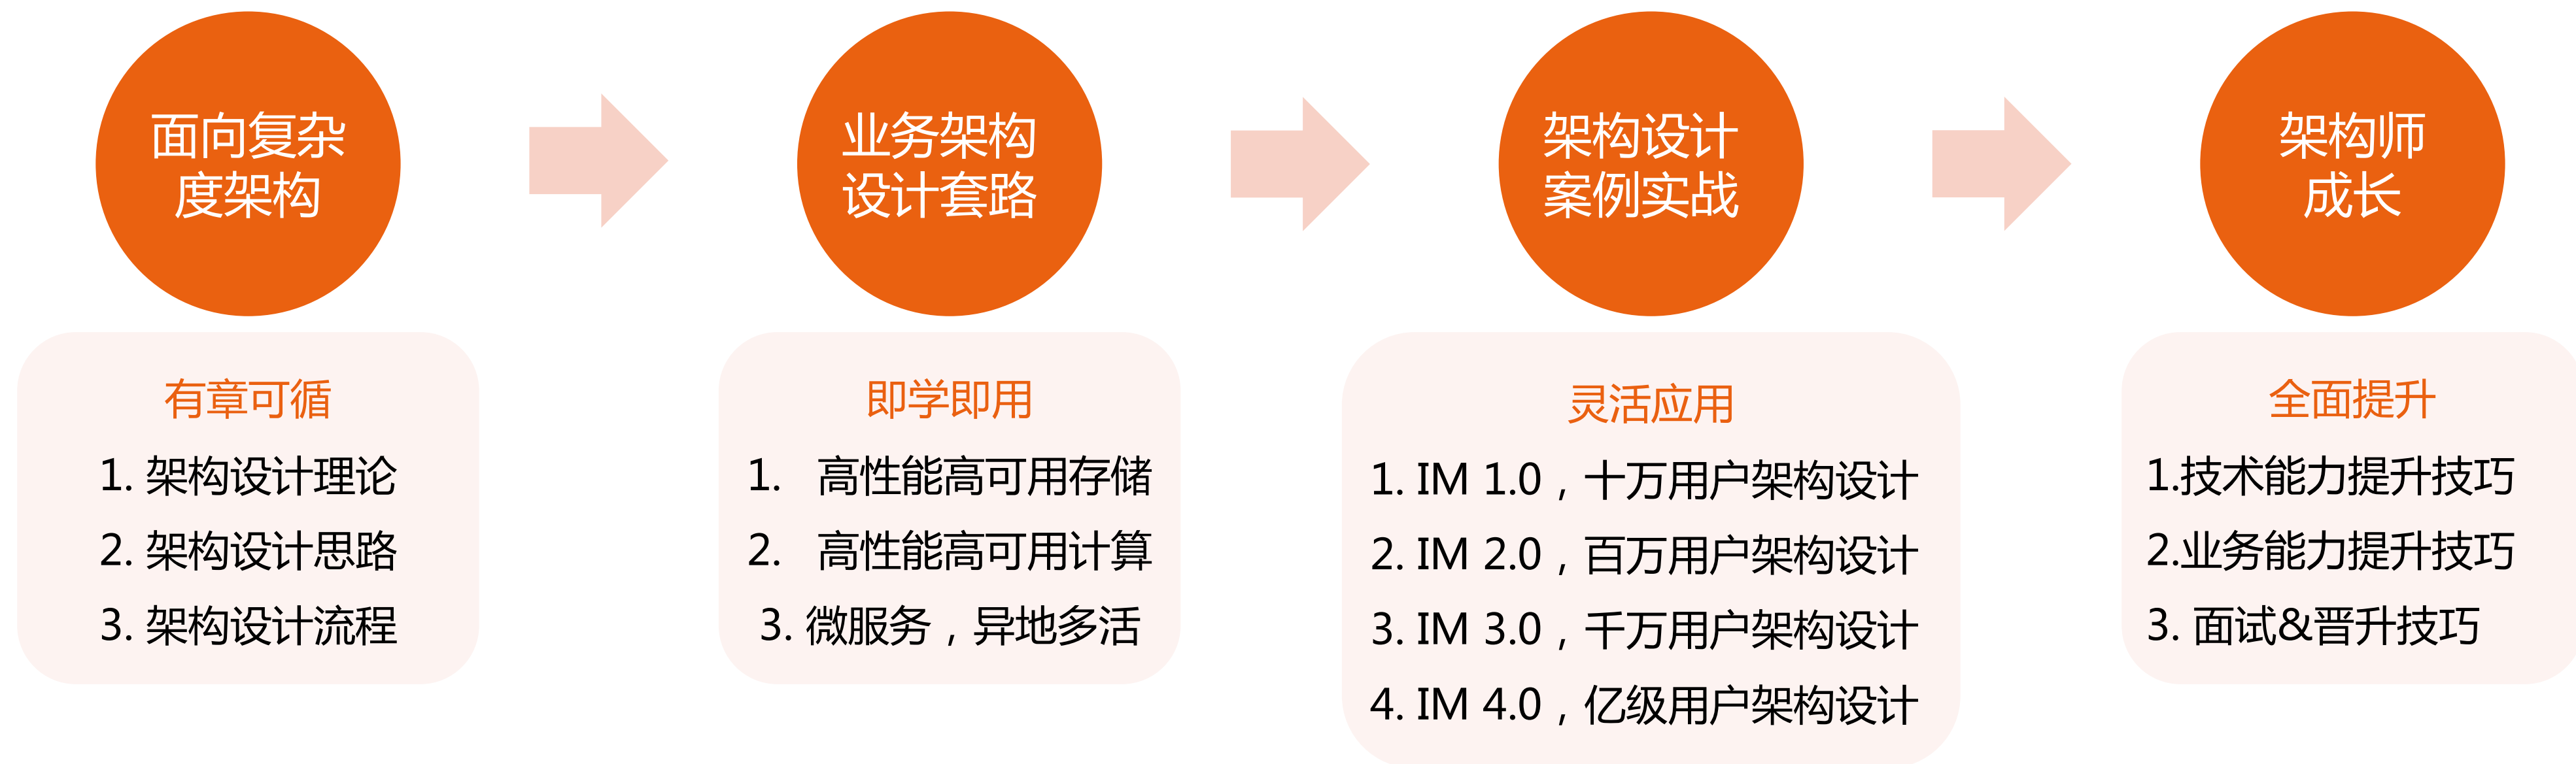 面向复杂
度架构
业务架构
设计套路
架构设计
案例实战
架构师
成长
有章可循
1. 架构设计理论
2. 架构设计思路
3. 架构设计流程
即学即用
1. 高性能高可用存储
2. 高性能高可用计算
3. 微服务，异地多活
灵活应用
1. IM 1.0，十万用户架构设计
2. IM 2.0，百万用户架构设计
3. IM 3.0，千万用户架构设计
4. IM 4.0，亿级用户架构设计
全面提升
1.技术能力提升技巧
2.业务能力提升技巧
3. 面试&晋升技巧